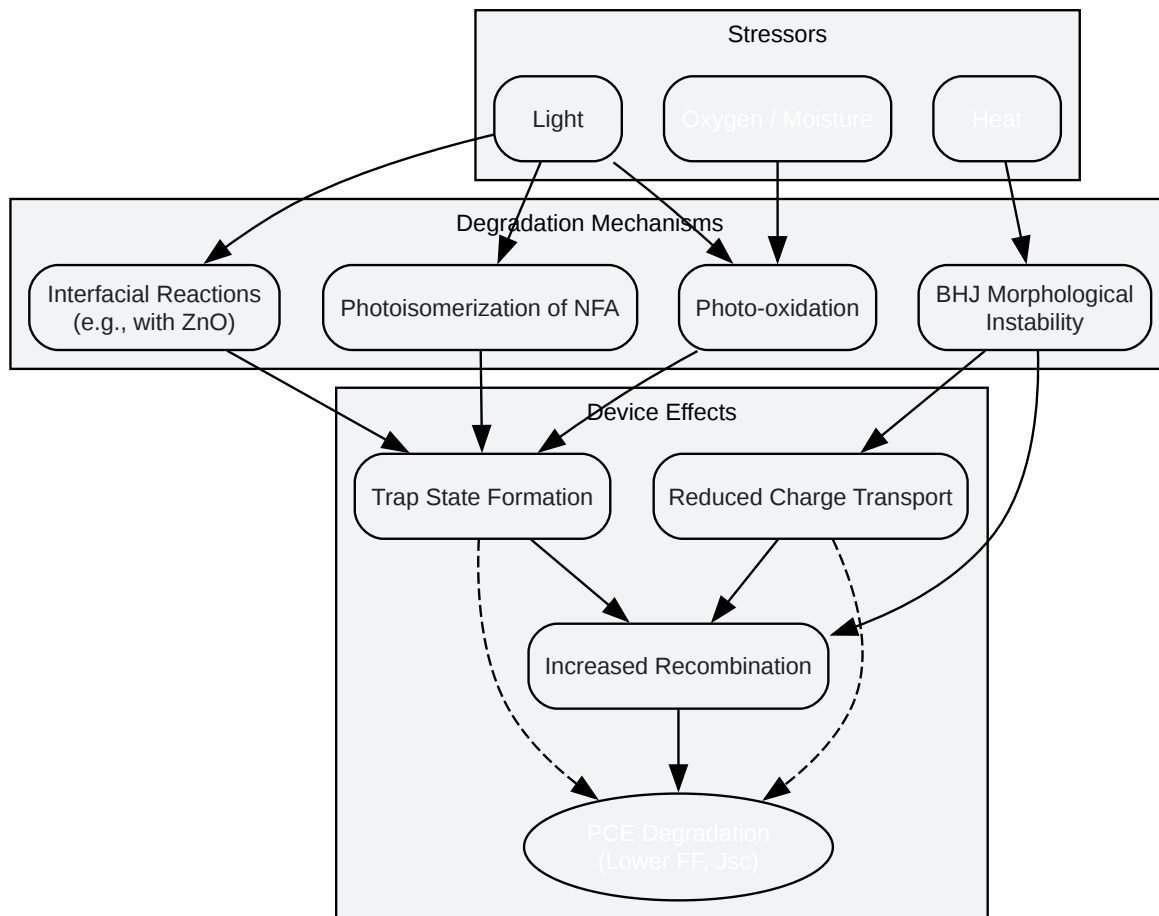 Stressors
Light
Oxygen / Moisture
Heat
Degradation Mechanisms
Interfacial Reactions
(e.g., with ZnO)
Photoisomerization of NFA
Photo-oxidation
BHJ Morphological
Instability
Device Effects
Trap State Formation
Reduced Charge Transport
Increased Recombination
PCE Degradation
(Lower FF, Jsc)